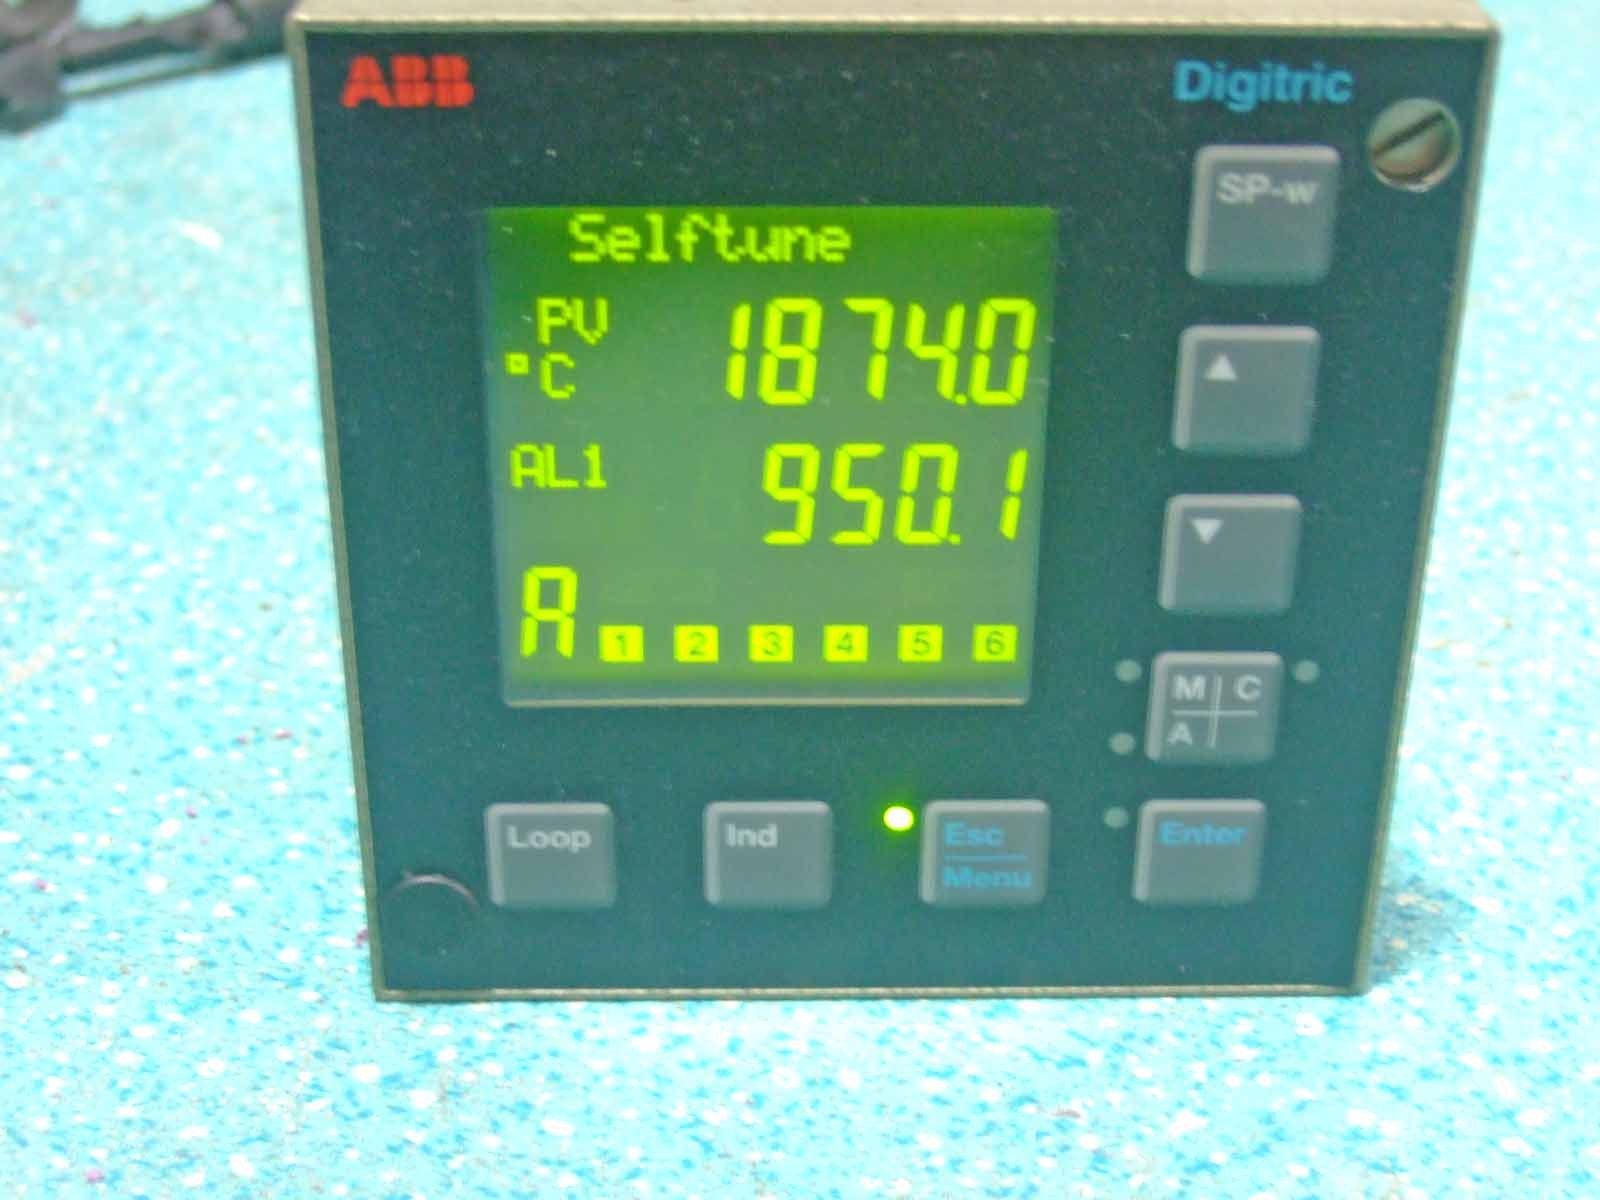 ABB
Digitric
SP-w
Selftune
PV 1874.0
°C
AL1 950.1
A 1 2 3 4 5 6
M C
A
Loop
Ind
Esc
Menu
Enter